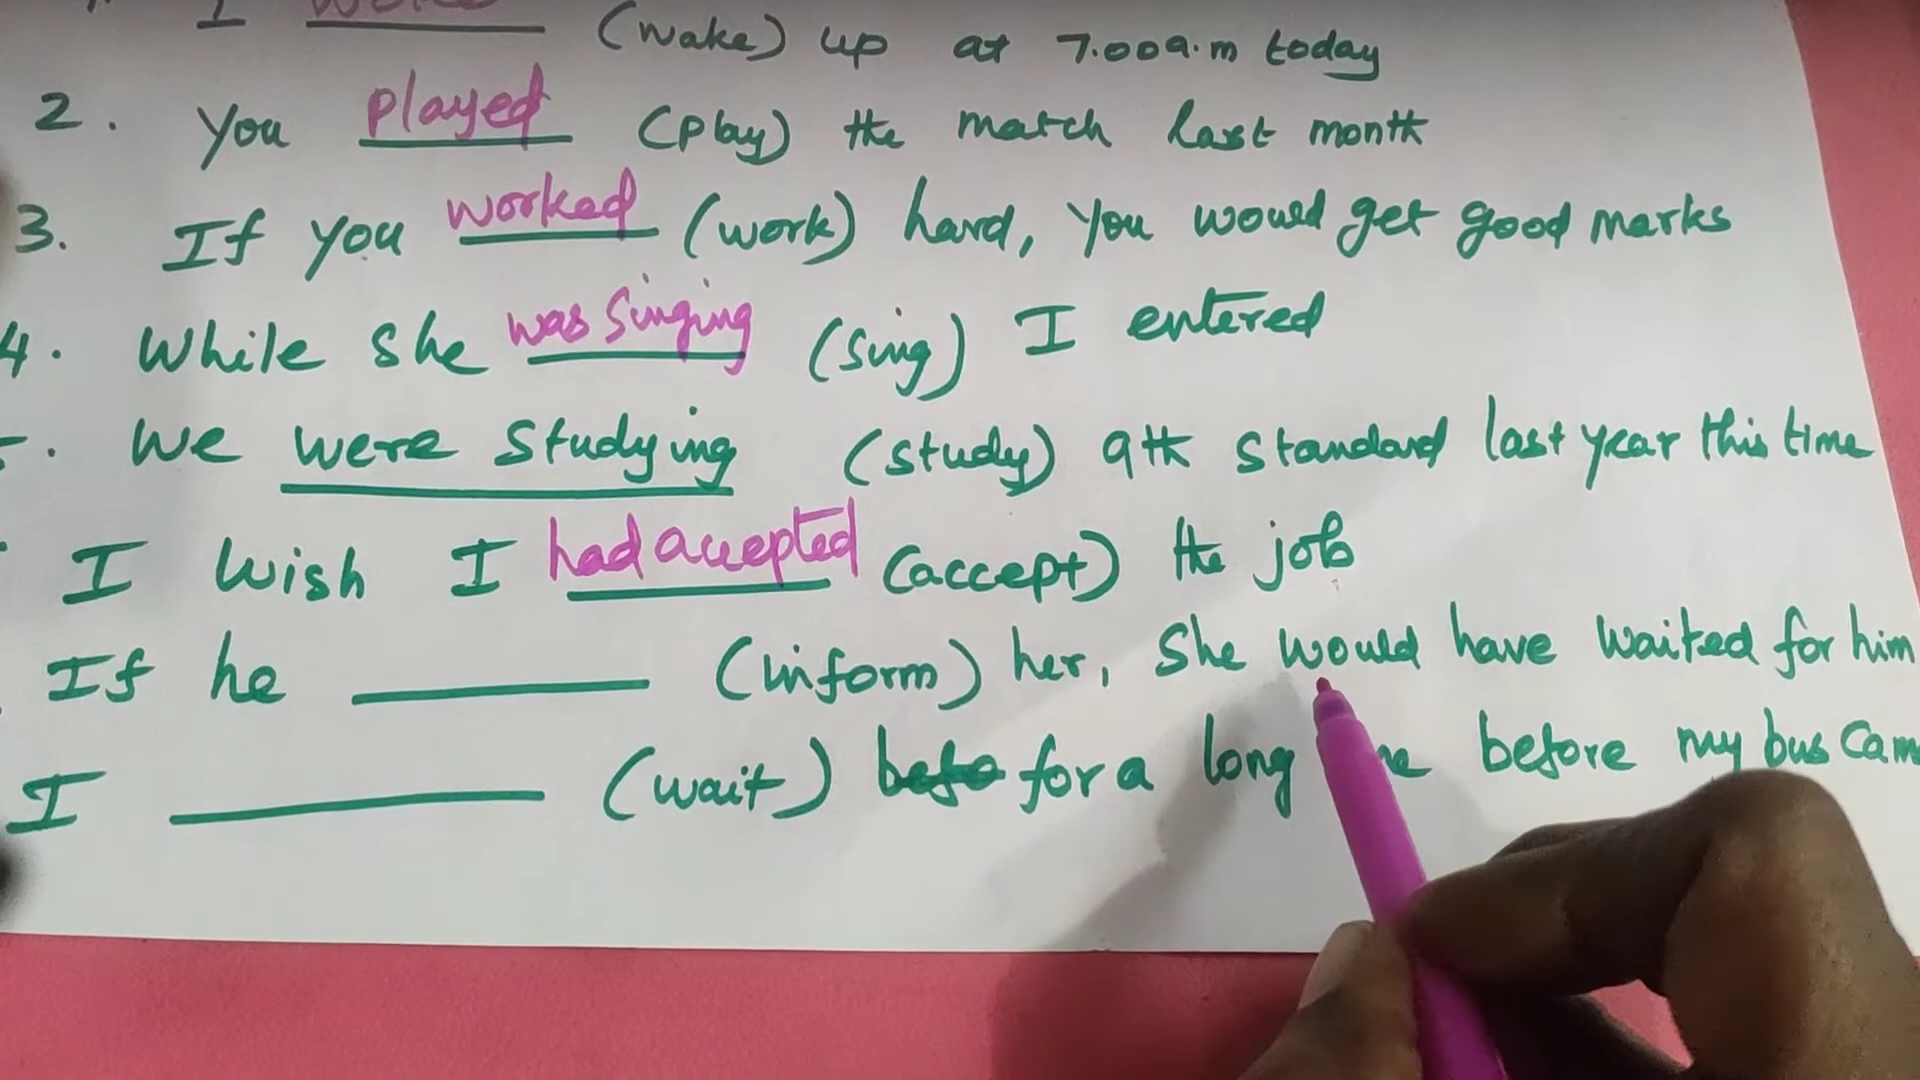 I woke (wake) up at 7.00a.m today
2. You played (play) the match last month
3. If you worked (work) hard, you would get good marks
4. While she was singing (sing) I entered
. We were studying (study) 9th standard last year this time
I wish I had accepted (accept) the job
If he (inform) her, She would have waited for him
I (wait) for a long before my bus